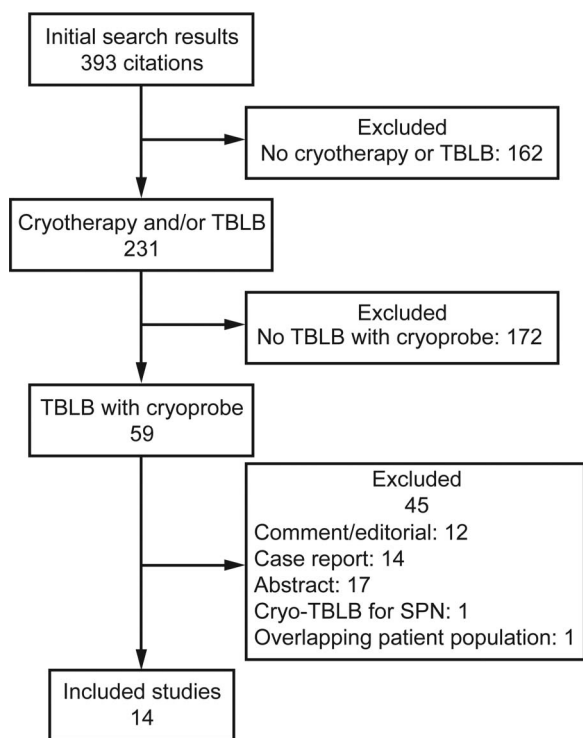 Initial search results
393 citations
Excluded
No cryotherapy or TBLB: 162
Cryotherapy and/or TBLB
231
Excluded
No TBLB with cryoprobe: 172
TBLB with cryoprobe
59
Excluded
45
Comment/editorial: 12
Case report: 14
Abstract: 17
Cryo-TBLB for SPN: 1
Overlapping patient population: 1
Included studies
14